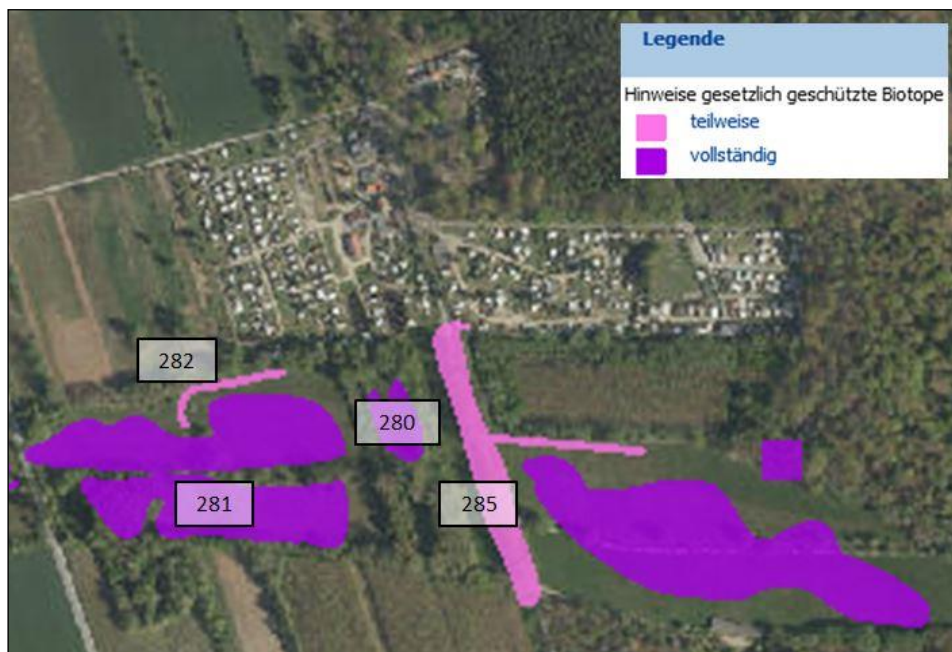 Legende
Hinweise gesetzlich geschützte Biotope
teilweise
vollständig
282
280
281
285